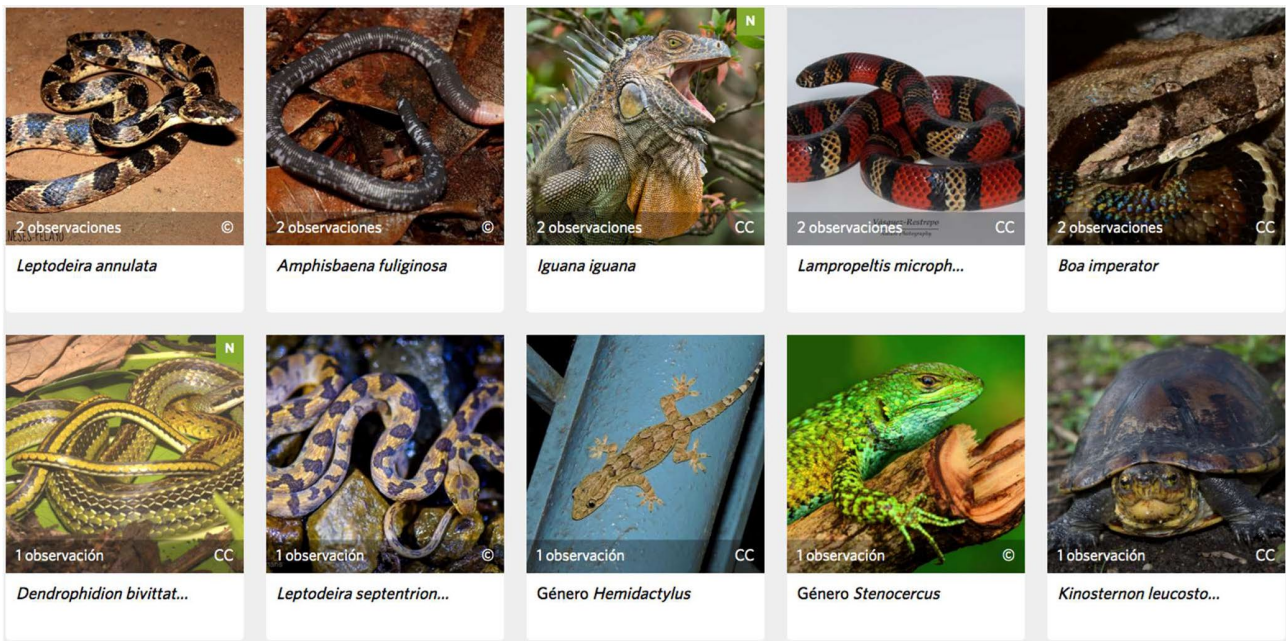 N
2 observaciones ©
2 observaciones ©
2 observaciones CC
Vásquez-Restrepo
2 observaciones CC
2 observaciones CC
Leptodeira annulata
Amphisbaena fuliginosa
Iguana iguana
Lampropeltis microph...
Boa imperator
N
1 observación CC
1 observación ©
1 observación CC
1 observación ©
1 observación CC
Dendrophidion bivittat...
Leptodeira septentrion...
Género Hemidactylus
Género Stenocercus
Kinosternon leucosto...